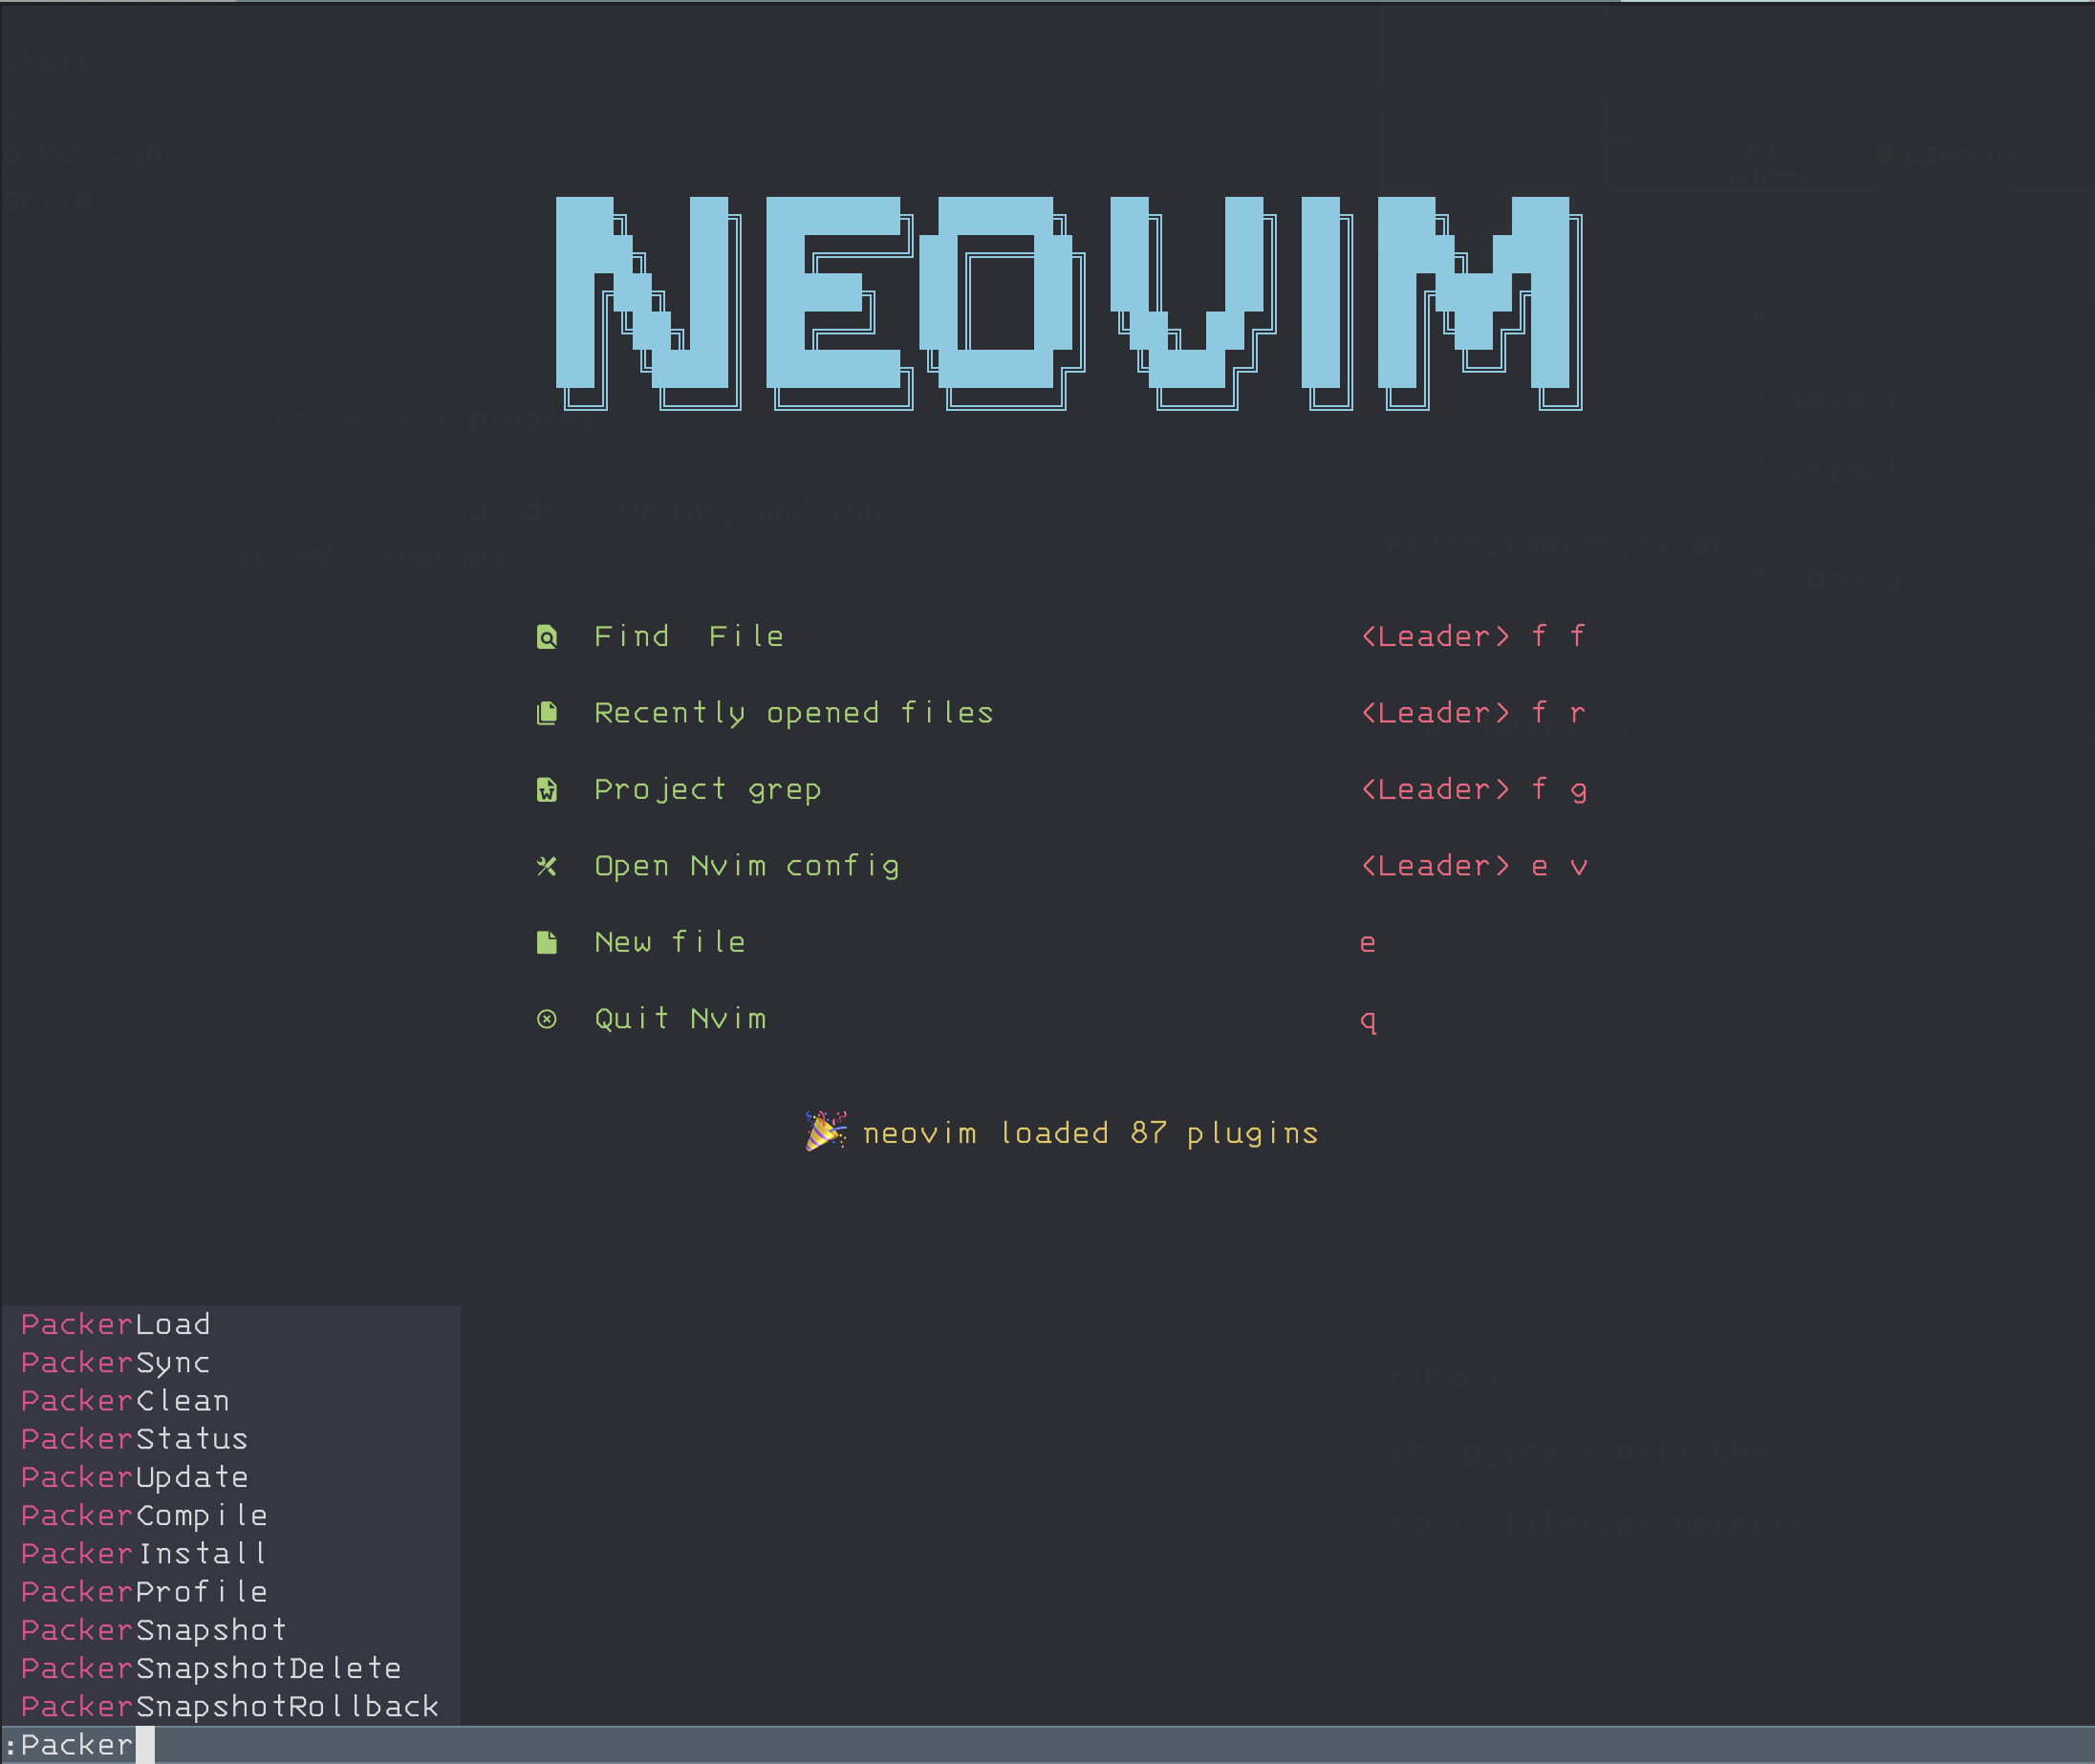 NEOVIM
Find File <Leader> f f
Recently opened files <Leader> f r
Project grep <Leader> f g
Open Nvim config <Leader> e v
New file e
Quit Nvim q
🎉 neovim loaded 87 plugins
PackerLoad
PackerSync
PackerClean
PackerStatus
PackerUpdate
PackerCompile
PackerInstall
PackerProfile
PackerSnapshot
PackerSnapshotDelete
PackerSnapshotRollback
:Packer